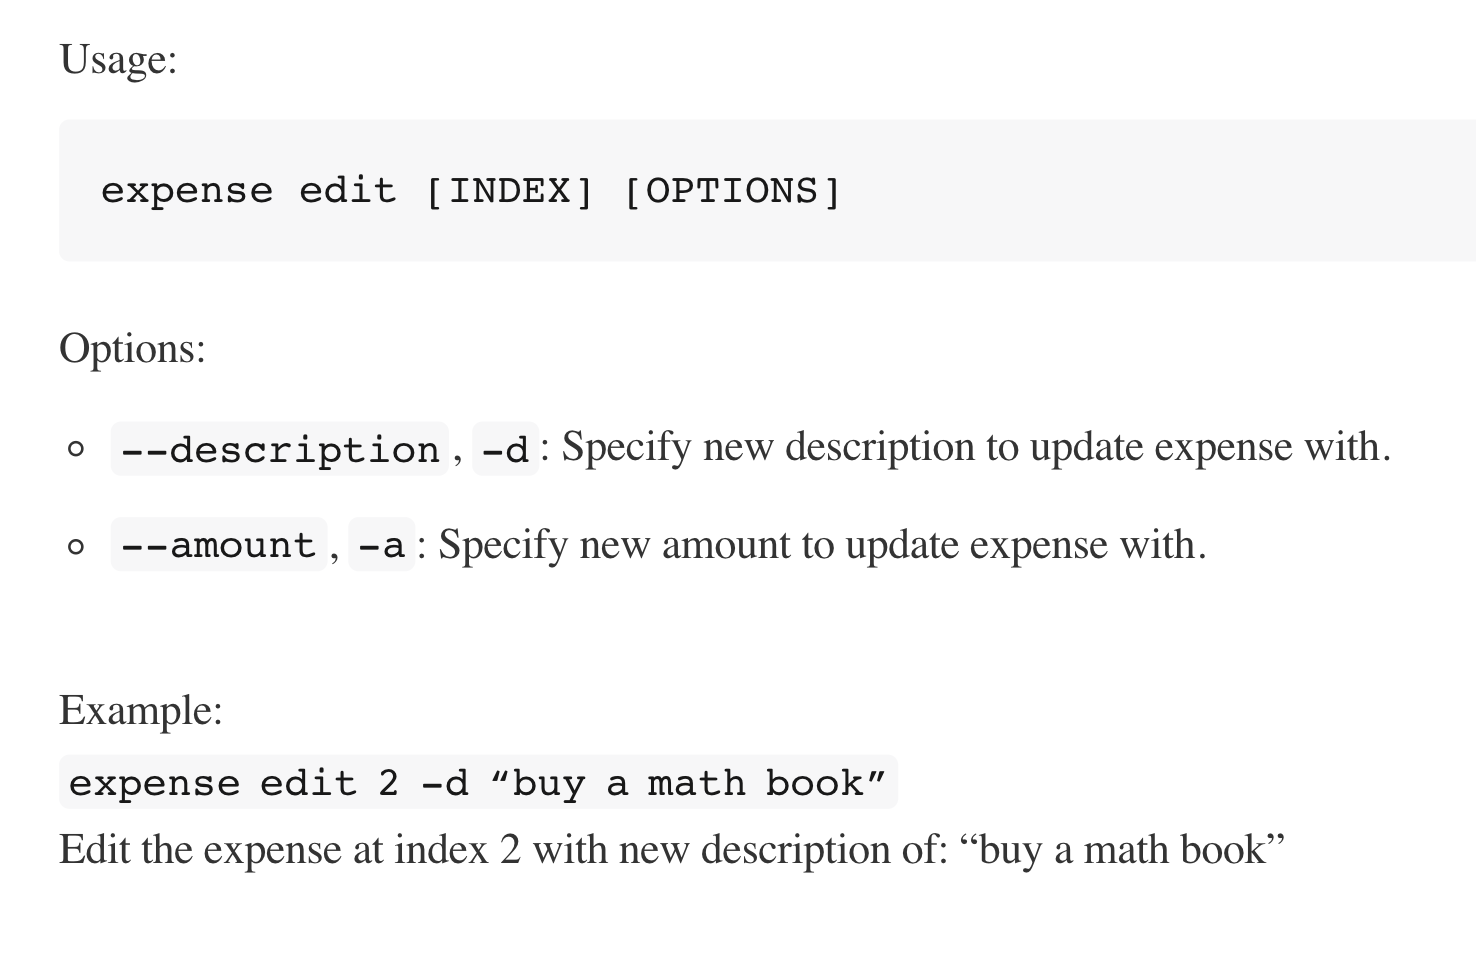 Usage:
expense edit [INDEX] [OPTIONS]
Options:
--description, -d: Specify new description to update expense with.
--amount, -a: Specify new amount to update expense with.
Example:
expense edit 2 -d “buy a math book”
Edit the expense at index 2 with new description of: “buy a math book”